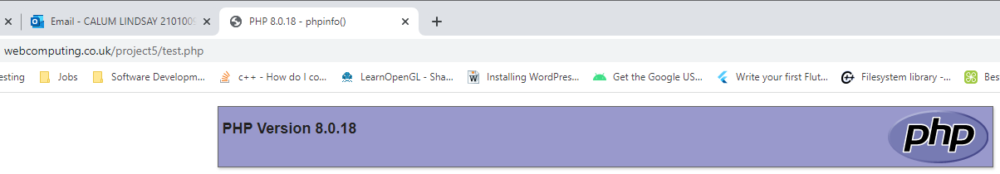 Email - CALUM LINDSAY 2101009
PHP 8.0.18 - phpinfo()
webcomputing.co.uk/project5/test.php
esting Jobs Software Developm... c++ - How do I co... LearnOpenGL - Sha... Installing WordPres... Get the Google US... Write your first Flut... Filesystem library -... Bes
PHP Version 8.0.18
php